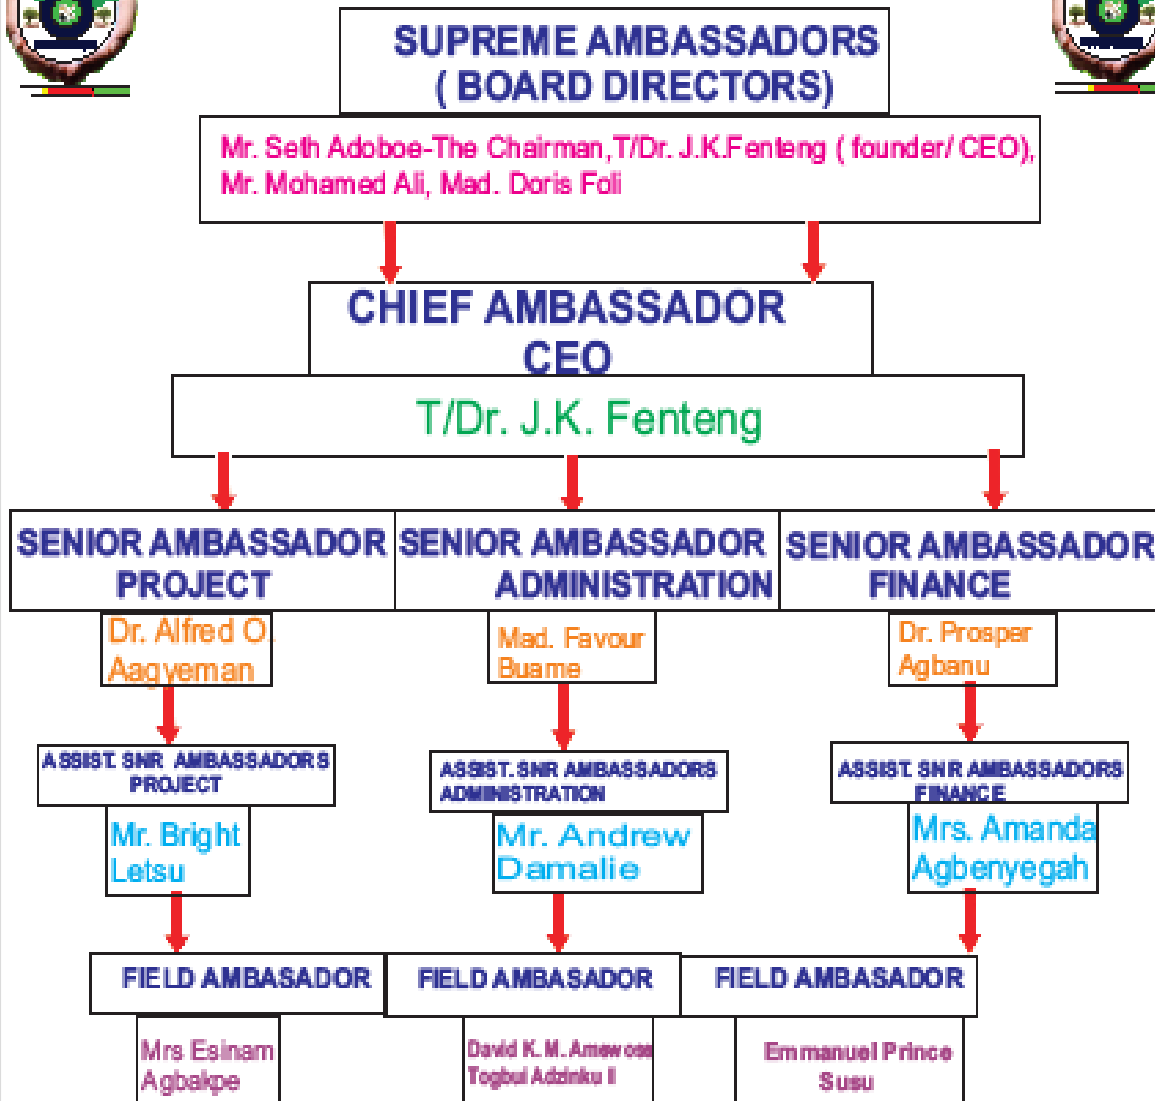 SUPREME AMBASSADORS
( BOARD DIRECTORS)
Mr. Seth Adoboe-The Chairman,T/Dr. J.K.Fenteng ( founder/ CEO),
Mr. Mohamed Ali, Mad. Doris Foli
CHIEF AMBASSADOR
CEO
T/Dr. J.K. Fenteng
SENIOR AMBASSADOR
PROJECT
SENIOR AMBASSADOR
ADMINISTRATION
SENIOR AMBASSADOR
FINANCE
Dr. Alfred O.
Aagyeman
Mad. Favour
Buame
Dr. Prosper
Agbanu
ASSIST. SNR AMBASSADORS
PROJECT
ASSIST. SNR AMBASSADORS
ADMINISTRATION
ASSIST. SNR AMBASSADORS
FINANCE
Mr. Bright
Letsu
Mr. Andrew
Damalie
Mrs. Amanda
Agbenyegah
FIELD AMBASADOR
FIELD AMBASADOR
FIELD AMBASADOR
Mrs Esinam
Agbakpe
David K. M.
Togbui Adzinku II
Emmanuel Prince
Susu